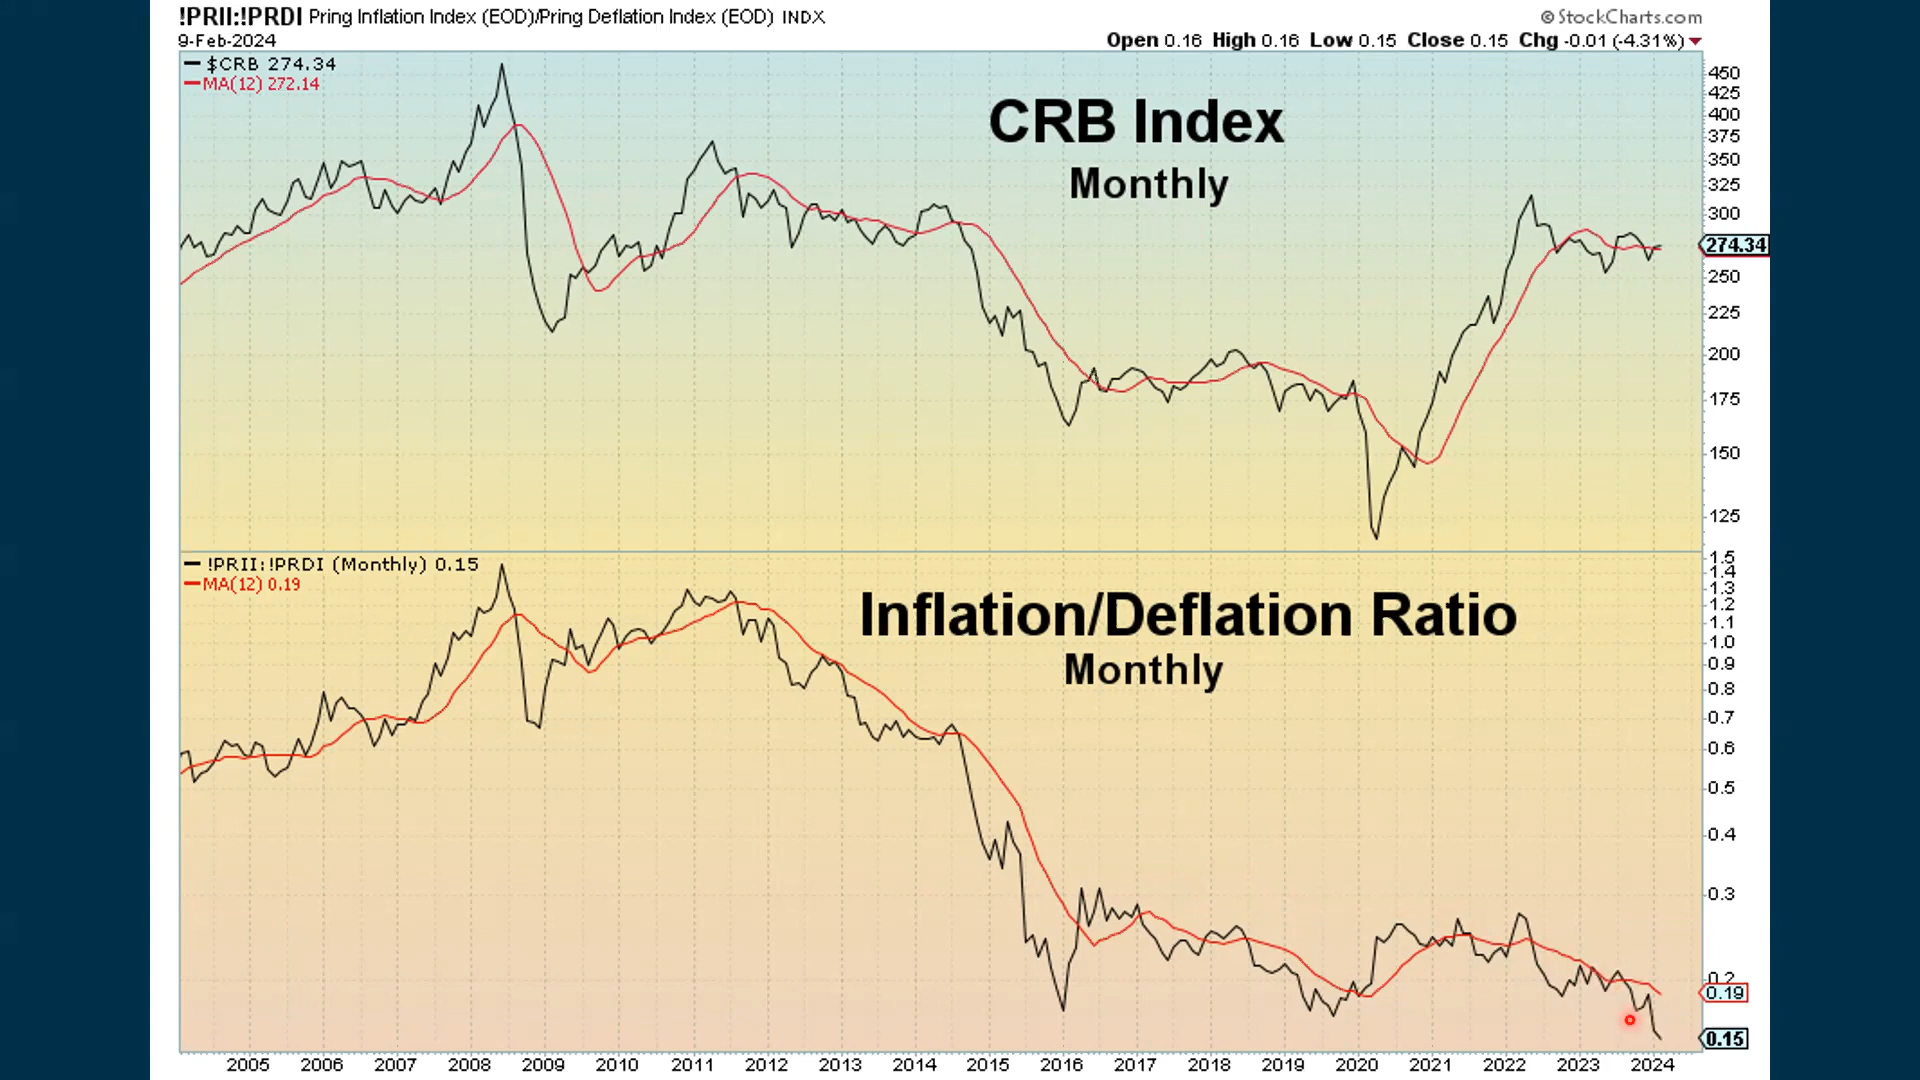 !PRII:!PRDI Pring Inflation Index (EOD)/Pring Deflation Index (EOD) INDX
© StockCharts.com
9-Feb-2024
Open 0.16 High 0.16 Low 0.15 Close 0.15 Chg -0.01 (-4.31%)
$CRB 274.34
MA(12) 272.14
CRB Index
Monthly
450
425
400
375
350
325
300
274.34
250
225
200
175
150
125
!PRII:!PRDI (Monthly) 0.15
MA(12) 0.19
Inflation/Deflation Ratio
Monthly
1.5
1.4
1.3
1.2
1.1
1.0
0.9
0.8
0.7
0.6
0.5
0.4
0.3
0.2
0.19
0.15
2005 2006 2007 2008 2009 2010 2011 2012 2013 2014 2015 2016 2017 2018 2019 2020 2021 2022 2023 2024